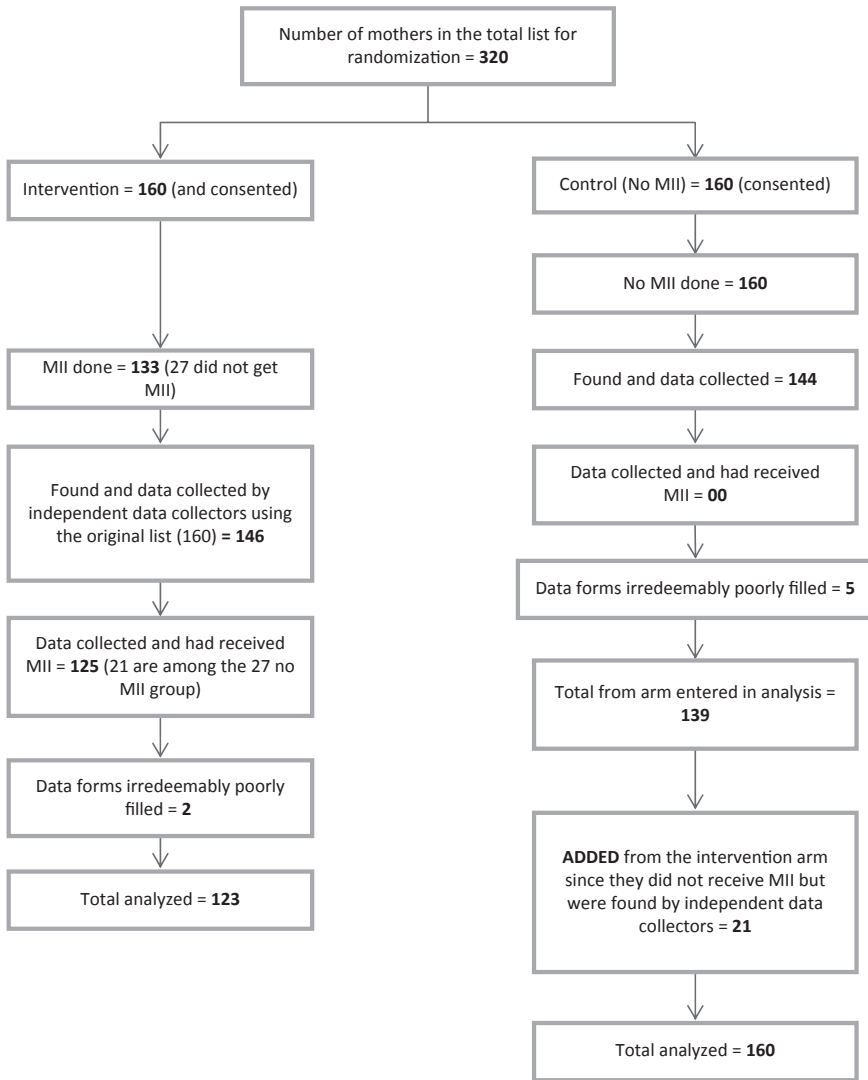 Number of mothers in the total list for
randomization = 320
Intervention = 160 (and consented)
MII done = 133 (27 did not get
MII)
Found and data collected by
independent data collectors using
the original list (160) = 146
Data collected and had received
MII = 125 (21 are among the 27 no
MII group)
Data forms irredeemably poorly
filled = 2
Total analyzed = 123
Control (No MII) = 160 (consented)
No MII done = 160
Found and data collected = 144
Data collected and had received
MII = 00
Data forms irredeemably poorly filled = 5
Total from arm entered in analysis =
139
ADDED from the intervention arm
since they did not receive MII but
were found by independent data
collectors = 21
Total analyzed = 160